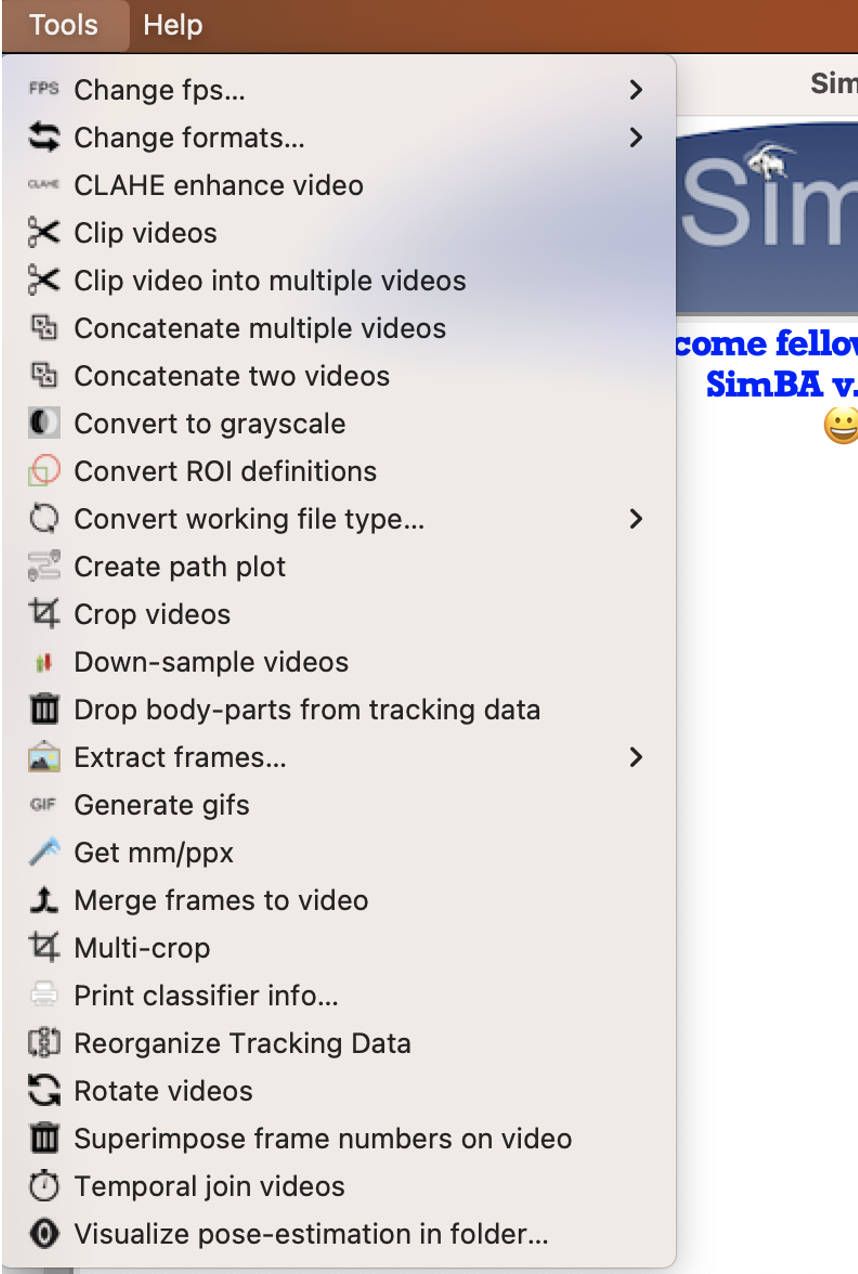 Tools Help
FPS Change fps...
Change formats...
CLAHE CLAHE enhance video
Clip videos
Clip video into multiple videos
Concatenate multiple videos
Concatenate two videos
Convert to grayscale
Convert ROI definitions
Convert working file type...
Create path plot
Crop videos
Down-sample videos
Drop body-parts from tracking data
Extract frames...
GIF Generate gifs
Get mm/ppx
Merge frames to video
Multi-crop
Print classifier info...
Reorganize Tracking Data
Rotate videos
Superimpose frame numbers on video
Temporal join videos
Visualize pose-estimation in folder...
Sim
Sim
come fellow
SimBA v.